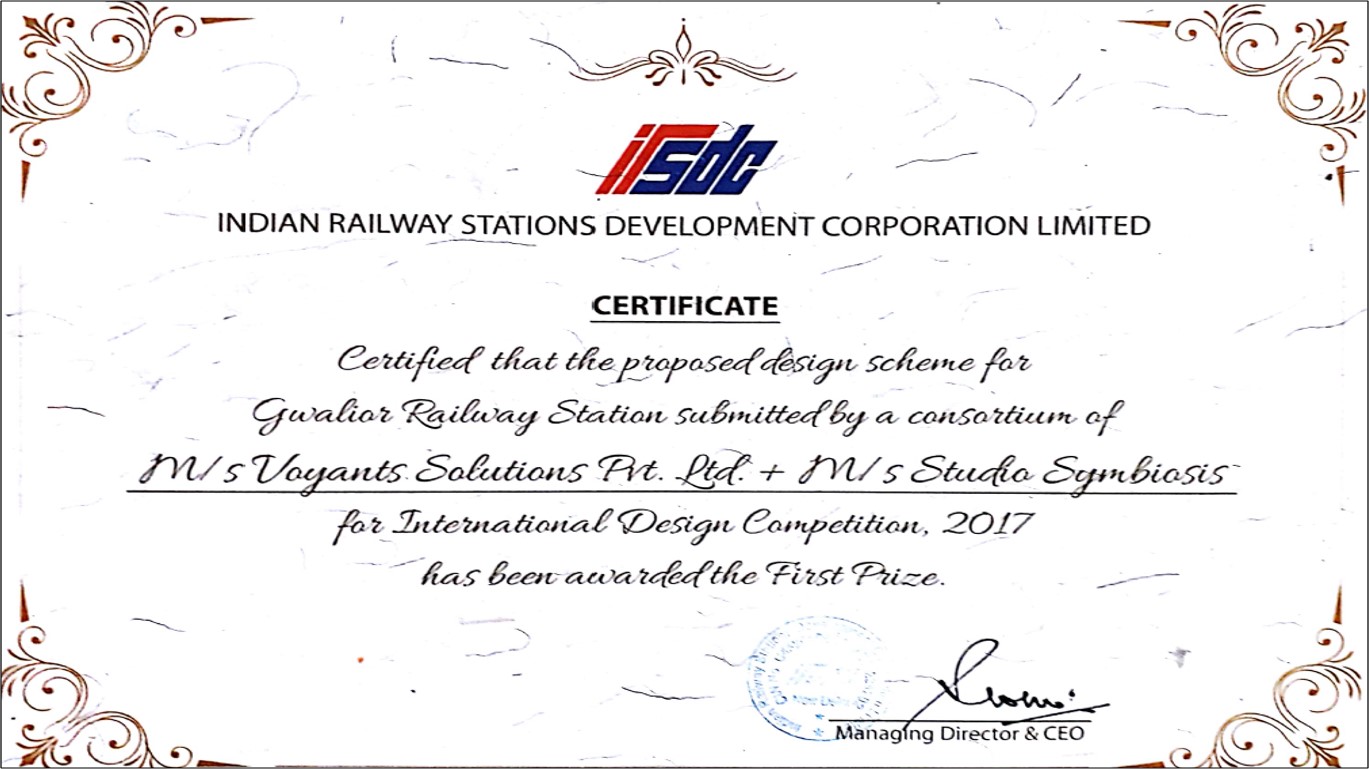 irsdc
INDIAN RAILWAY STATIONS DEVELOPMENT CORPORATION LIMITED
CERTIFICATE
Certified that the proposed design scheme for
Gwalior Railway Station submitted by a consortium of
M/s Voyants Solutions Pvt. Ltd. + M/s Studio Symbiosis
for International Design Competition, 2017
has been awarded the First Prize.
Managing Director & CEO